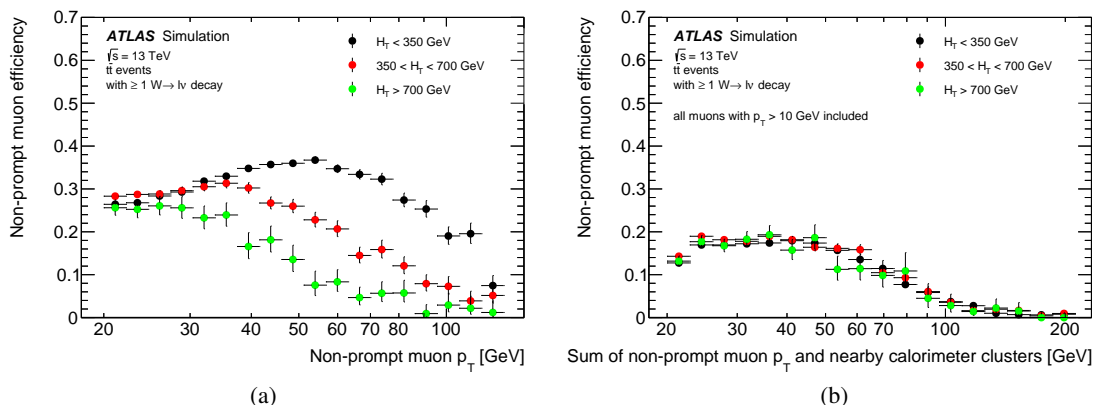 Non-prompt muon efficiency
0.7
0.6
0.5
0.4
0.3
0.2
0.1
0
ATLAS Simulation
√s = 13 TeV
tt̄ events
with ≥ 1 W→ lν decay
H_T < 350 GeV
350 < H_T < 700 GeV
H_T > 700 GeV
20 30 40 50 60 70 80 100
Non-prompt muon p_T [GeV]
(a)
Non-prompt muon efficiency
0.7
0.6
0.5
0.4
0.3
0.2
0.1
0
ATLAS Simulation
√s = 13 TeV
tt̄ events
with ≥ 1 W→ lν decay
all muons with p_T > 10 GeV included
H_T < 350 GeV
350 < H_T < 700 GeV
H_T > 700 GeV
20 30 40 50 60 70 100 200
Sum of non-prompt muon p_T and nearby calorimeter clusters [GeV]
(b)